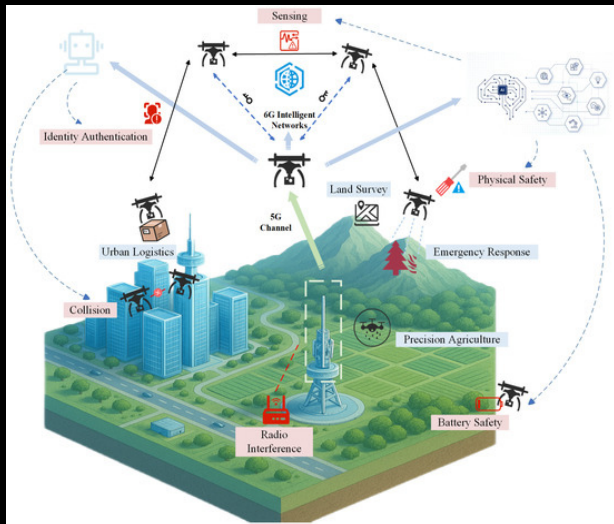 Sensing
6G Intelligent
Networks
Identity Authentication
Physical Safety
Land Survey
5G
Channel
Urban Logistics
Emergency Response
Collision
Precision Agriculture
Battery Safety
Radio
Interference
AI